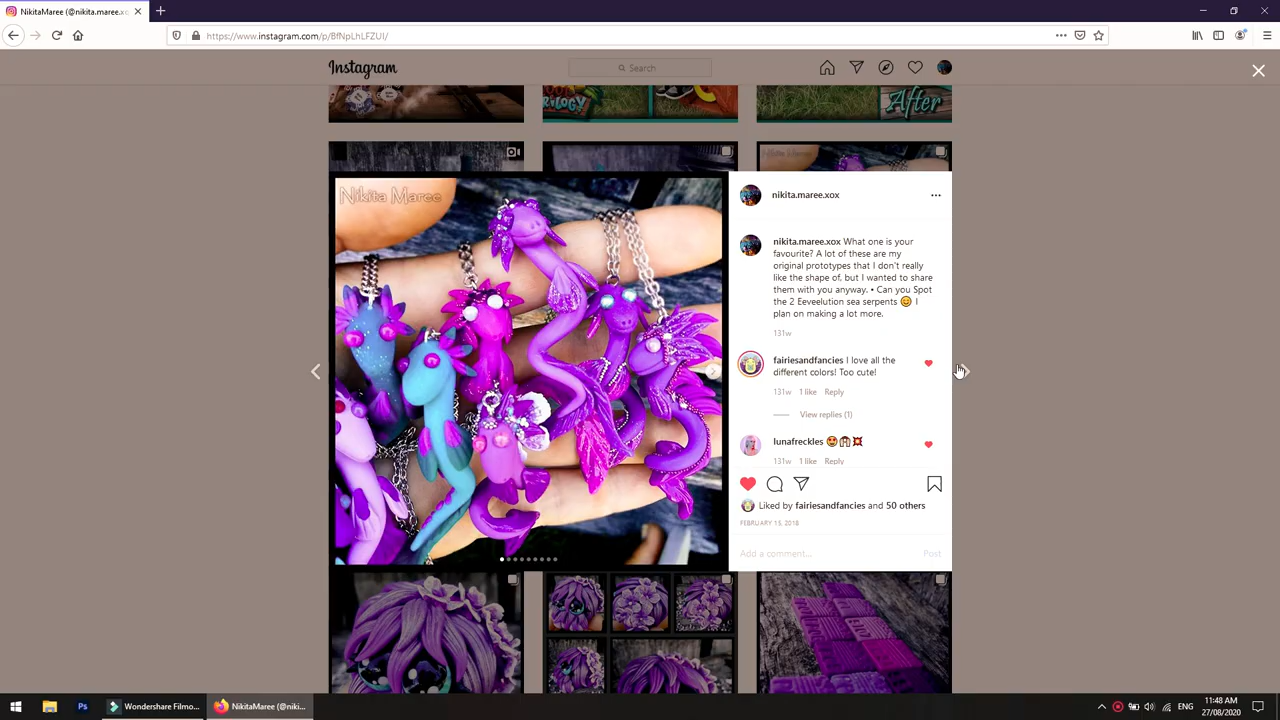 NikitaMaree (@nikita.maree.xo
https://www.instagram.com/p/BfNpLhLFZUI/
Instagram
Search
TRILOGY
After
Nikita Maree
nikita.maree.xox
nikita.maree.xox What one is your
favourite? A lot of these are my
original prototypes that I don't really
like the shape of, but I wanted to share
them with you anyway. • Can you Spot
the 2 Eeveelution sea serpents 😊 I
plan on making a lot more.
131w
fairiesandfancies I love all the
different colors! Too cute!
131w 1 like Reply
View replies (1)
lunafreckles
131w 1 like Reply
Liked by fairiesandfancies and 50 others
FEBRUARY 15, 2018
Add a comment... Post
Ps
Wondershare Filmo...
NikitaMaree (@niki...
ENG
11:48 AM
27/08/2020